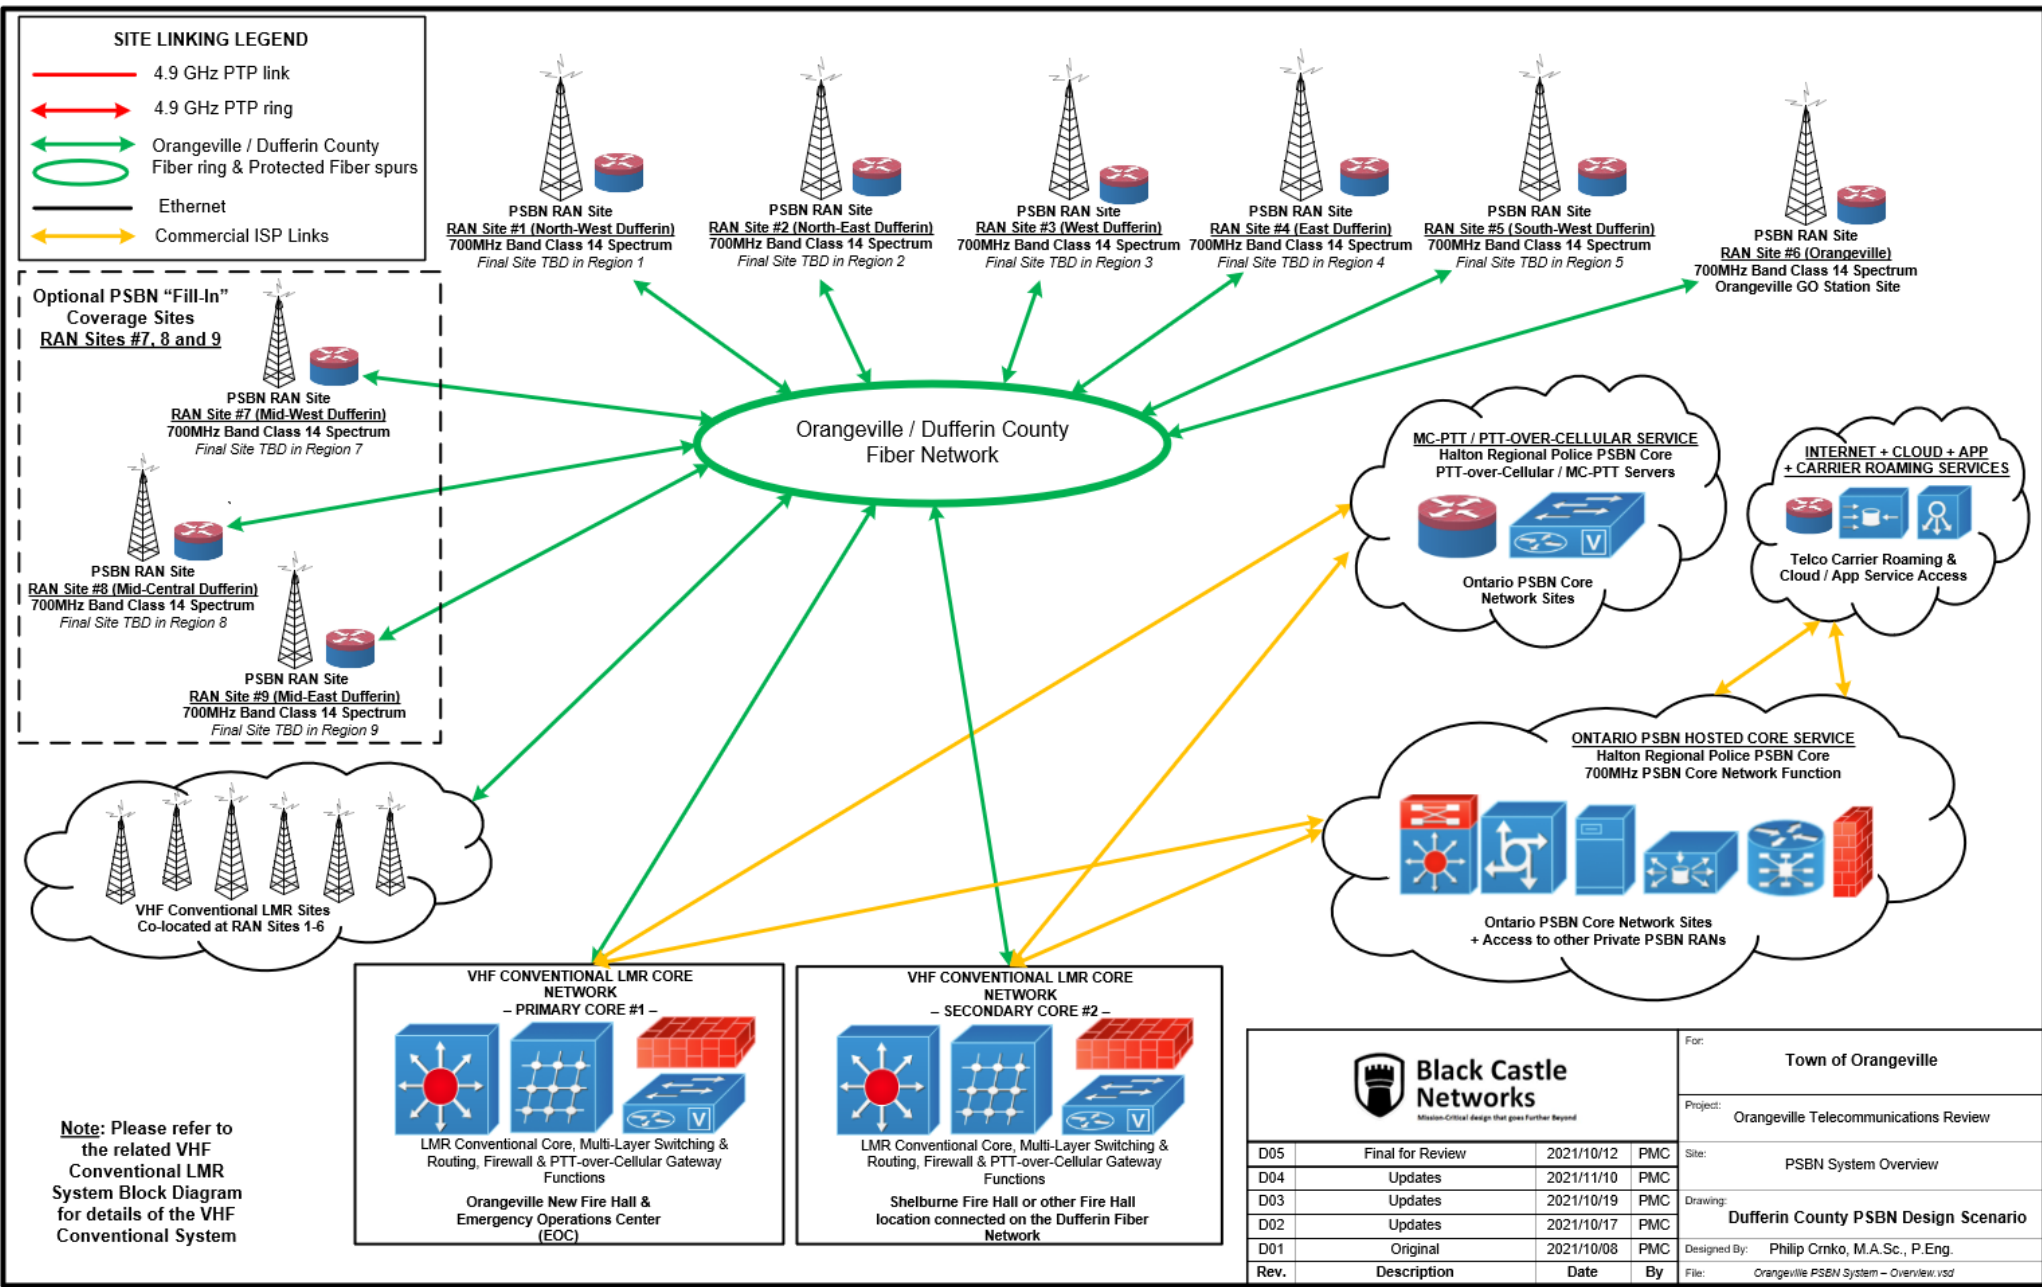 SITE LINKING LEGEND
4.9 GHz PTP link
4.9 GHz PTP ring
Orangeville / Dufferin County
Fiber ring & Protected Fiber spurs
Ethernet
Commercial ISP Links
PSBN RAN Site
RAN Site #1 (North-West Dufferin)
700MHz Band Class 14 Spectrum
Final Site TBD in Region 1
PSBN RAN Site
RAN Site #2 (North-East Dufferin)
700MHz Band Class 14 Spectrum
Final Site TBD in Region 2
PSBN RAN Site
RAN Site #3 (West Dufferin)
700MHz Band Class 14 Spectrum
Final Site TBD in Region 3
PSBN RAN Site
RAN Site #4 (East Dufferin)
700MHz Band Class 14 Spectrum
Final Site TBD in Region 4
PSBN RAN Site
RAN Site #5 (South-West Dufferin)
700MHz Band Class 14 Spectrum
Final Site TBD in Region 5
PSBN RAN Site
RAN Site #6 (Orangeville)
700MHz Band Class 14 Spectrum
Orangeville GO Station Site
Optional PSBN “Fill-In”
Coverage Sites
RAN Sites #7, 8 and 9
PSBN RAN Site
RAN Site #7 (Mid-West Dufferin)
700MHz Band Class 14 Spectrum
Final Site TBD in Region 7
PSBN RAN Site
RAN Site #8 (Mid-Central Dufferin)
700MHz Band Class 14 Spectrum
Final Site TBD in Region 8
PSBN RAN Site
RAN Site #9 (Mid-East Dufferin)
700MHz Band Class 14 Spectrum
Final Site TBD in Region 9
Orangeville / Dufferin County
Fiber Network
MC-PTT / PTT-OVER-CELLULAR SERVICE
Halton Regional Police PSBN Core
PTT-over-Cellular / MC-PTT Servers
V
Ontario PSBN Core
Network Sites
INTERNET + CLOUD + APP
+ CARRIER ROAMING SERVICES
Telco Carrier Roaming &
Cloud / App Service Access
ONTARIO PSBN HOSTED CORE SERVICE
Halton Regional Police PSBN Core
700MHz PSBN Core Network Function
Ontario PSBN Core Network Sites
+ Access to other Private PSBN RANs
VHF Conventional LMR Sites
Co-located at RAN Sites 1-6
VHF CONVENTIONAL LMR CORE
NETWORK
– PRIMARY CORE #1 –
V
LMR Conventional Core, Multi-Layer Switching &
Routing, Firewall & PTT-over-Cellular Gateway
Functions
Orangeville New Fire Hall &
Emergency Operations Center
(EOC)
VHF CONVENTIONAL LMR CORE
NETWORK
– SECONDARY CORE #2 –
V
LMR Conventional Core, Multi-Layer Switching &
Routing, Firewall & PTT-over-Cellular Gateway
Functions
Shelburne Fire Hall or other Fire Hall
location connected on the Dufferin Fiber
Network
Note: Please refer to
the related VHF
Conventional LMR
System Block Diagram
for details of the VHF
Conventional System
Black Castle
Networks
Mission-Critical design that goes Further Beyond
D05 Final for Review 2021/10/12 PMC
D04 Updates 2021/11/10 PMC
D03 Updates 2021/10/19 PMC
D02 Updates 2021/10/17 PMC
D01 Original 2021/10/08 PMC
Rev. Description Date By
For:
Town of Orangeville
Project:
Orangeville Telecommunications Review
Site:
PSBN System Overview
Drawing:
Dufferin County PSBN Design Scenario
Designed By: Philip Crnko, M.A.Sc., P.Eng.
File: Orangeville PSBN System – Overview.vsd